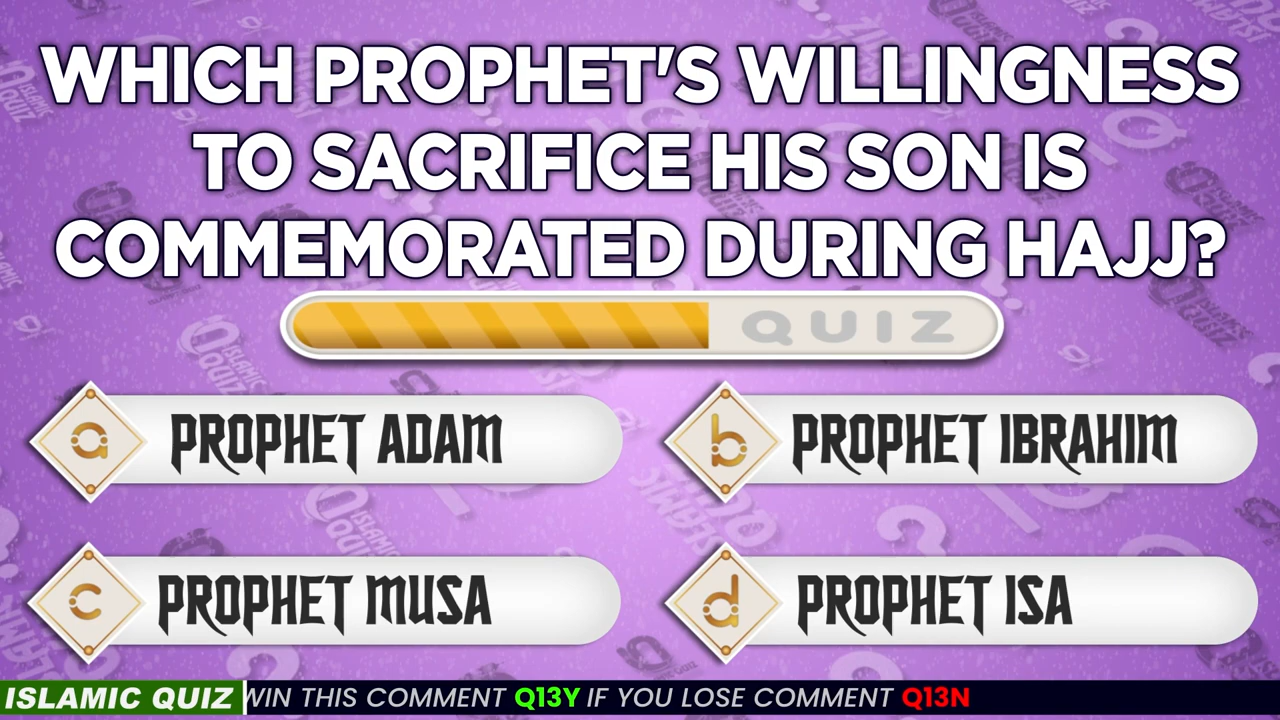 WHICH PROPHET'S WILLINGNESS
TO SACRIFICE HIS SON IS
COMMEMORATED DURING HAJJ?
QUIZ
a PROPHET ADAM
b PROPHET IBRAHIM
c PROPHET MUSA
d PROPHET ISA
ISLAMIC QUIZ WIN THIS COMMENT Q13Y IF YOU LOSE COMMENT Q13N